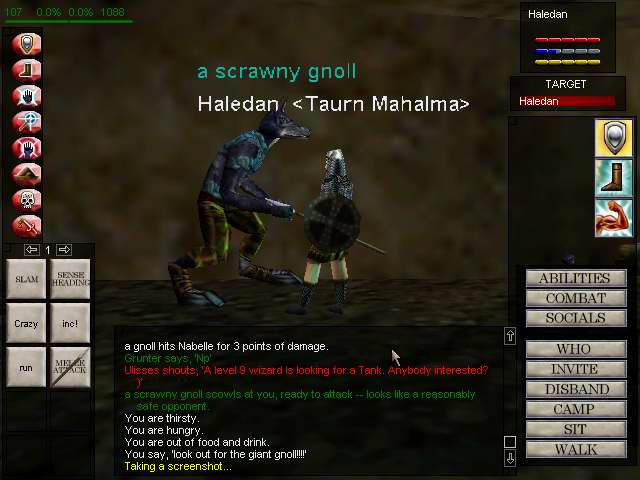 107 0.0% 0.0% 1088
Haledan
TARGET
Haledan
a scrawny gnoll
Haledan <Taurn Mahalma>
1
SLAM
SENSE HEADING
Crazy
inc!
run
MELEE ATTACK
ABILITIES
COMBAT
SOCIALS
WHO
INVITE
DISBAND
CAMP
SIT
WALK
a gnoll hits Nabelle for 3 points of damage.
Grunter says, 'Np'
Ulisses shouts, 'A level 9 wizard is looking for a Tank. Anybody interested?
)'
a scrawny gnoll scowls at you, ready to attack -- looks like a reasonably
safe opponent.
You are thirsty.
You are hungry.
You are out of food and drink.
You say, 'look out for the giant gnoll!!!!'
Taking a screenshot...